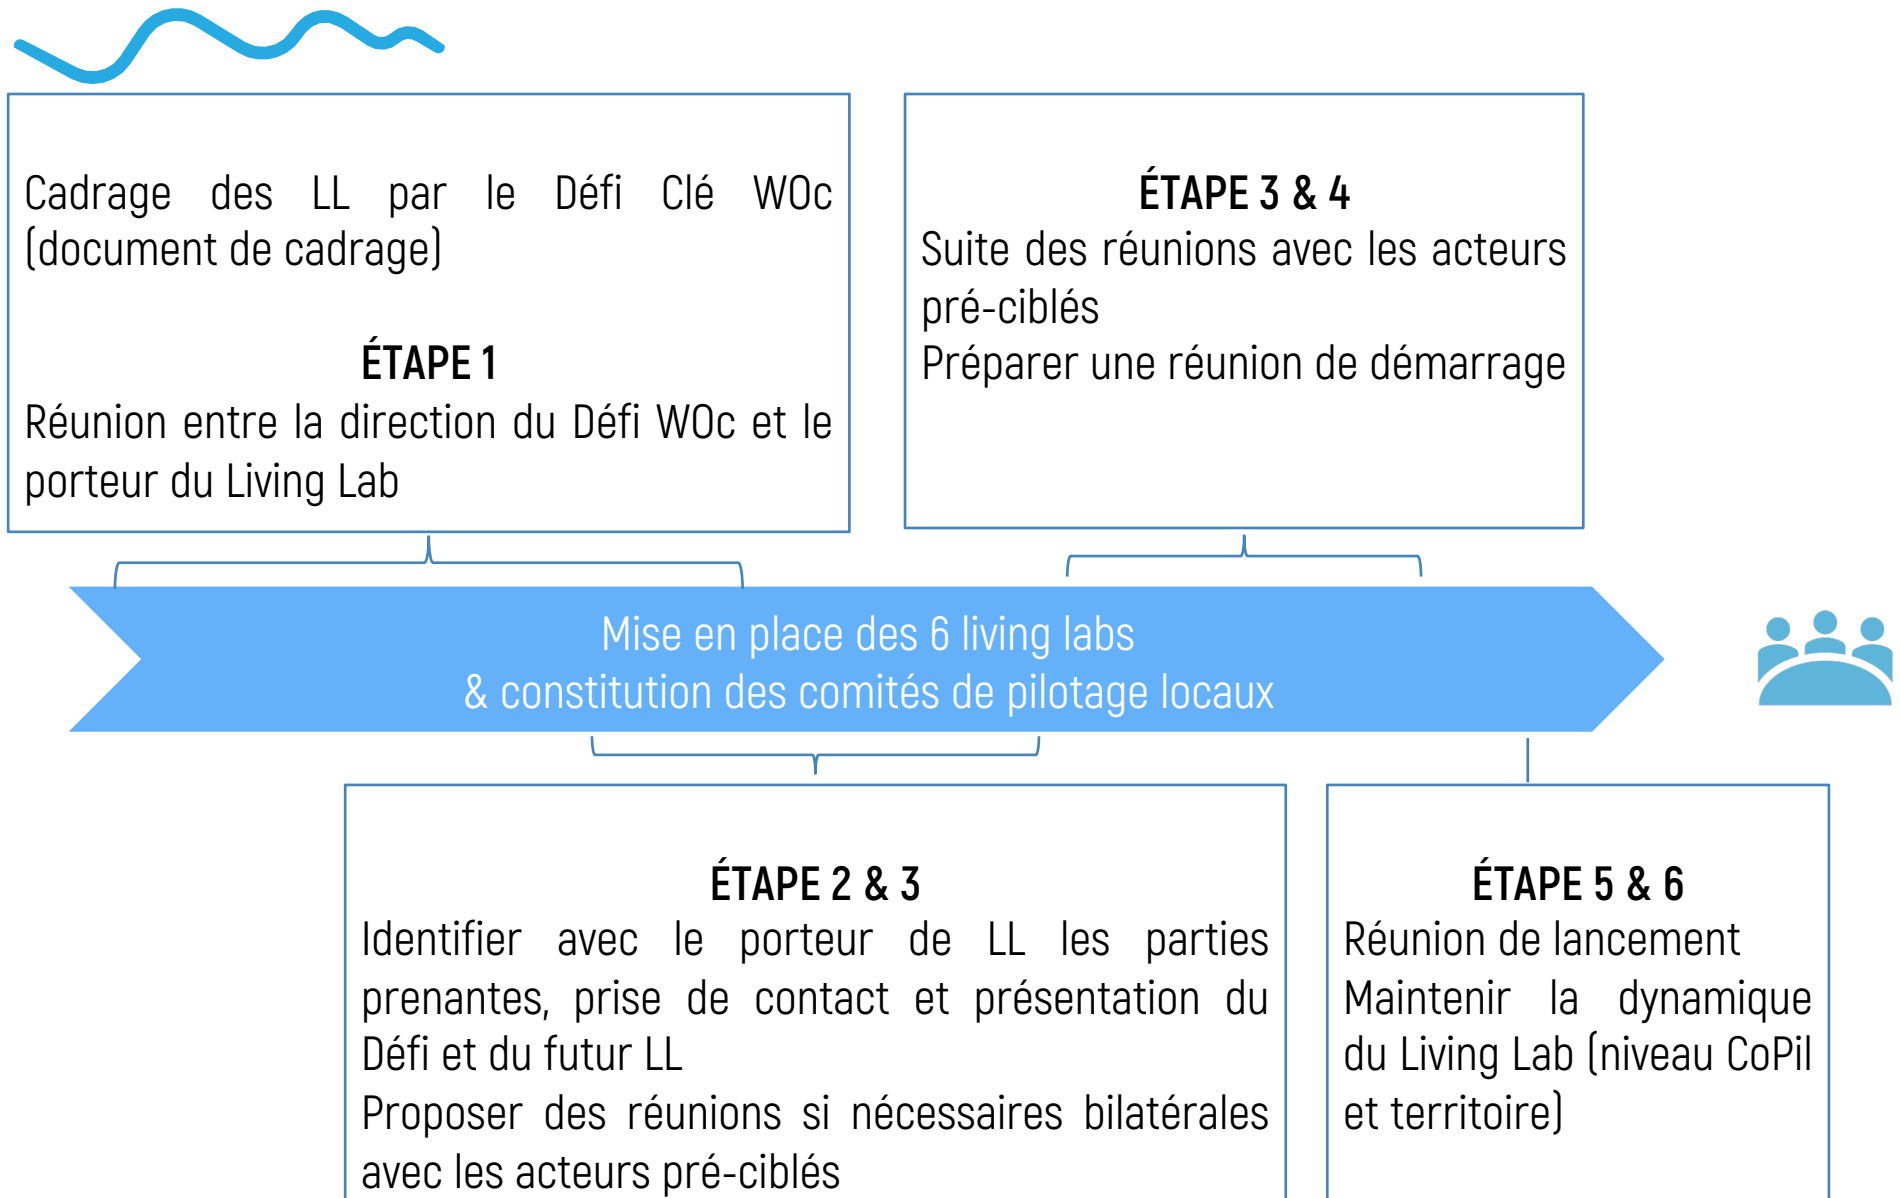 Cadrage des LL par le Défi Clé WOc
(document de cadrage)
ÉTAPE 1
Réunion entre la direction du Défi WOc et le
porteur du Living Lab
ÉTAPE 3 & 4
Suite des réunions avec les acteurs
pré-ciblés
Préparer une réunion de démarrage
Mise en place des 6 living labs
& constitution des comités de pilotage locaux
ÉTAPE 2 & 3
Identifier avec le porteur de LL les parties
prenantes, prise de contact et présentation du
Défi et du futur LL
Proposer des réunions si nécessaires bilatérales
avec les acteurs pré-ciblés
ÉTAPE 5 & 6
Réunion de lancement
Maintenir la dynamique
du Living Lab (niveau CoPil
et territoire)